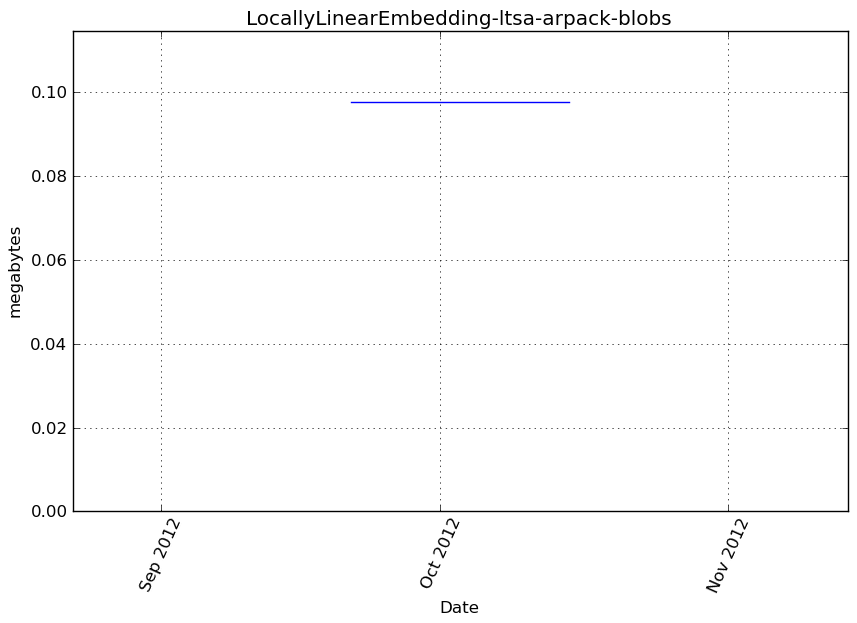 LocallyLinearEmbedding-ltsa-arpack-blobs
0.10
0.08
0.06
0.04
0.02
0.00
megabytes
Sep 2012
Oct 2012
Nov 2012
Date